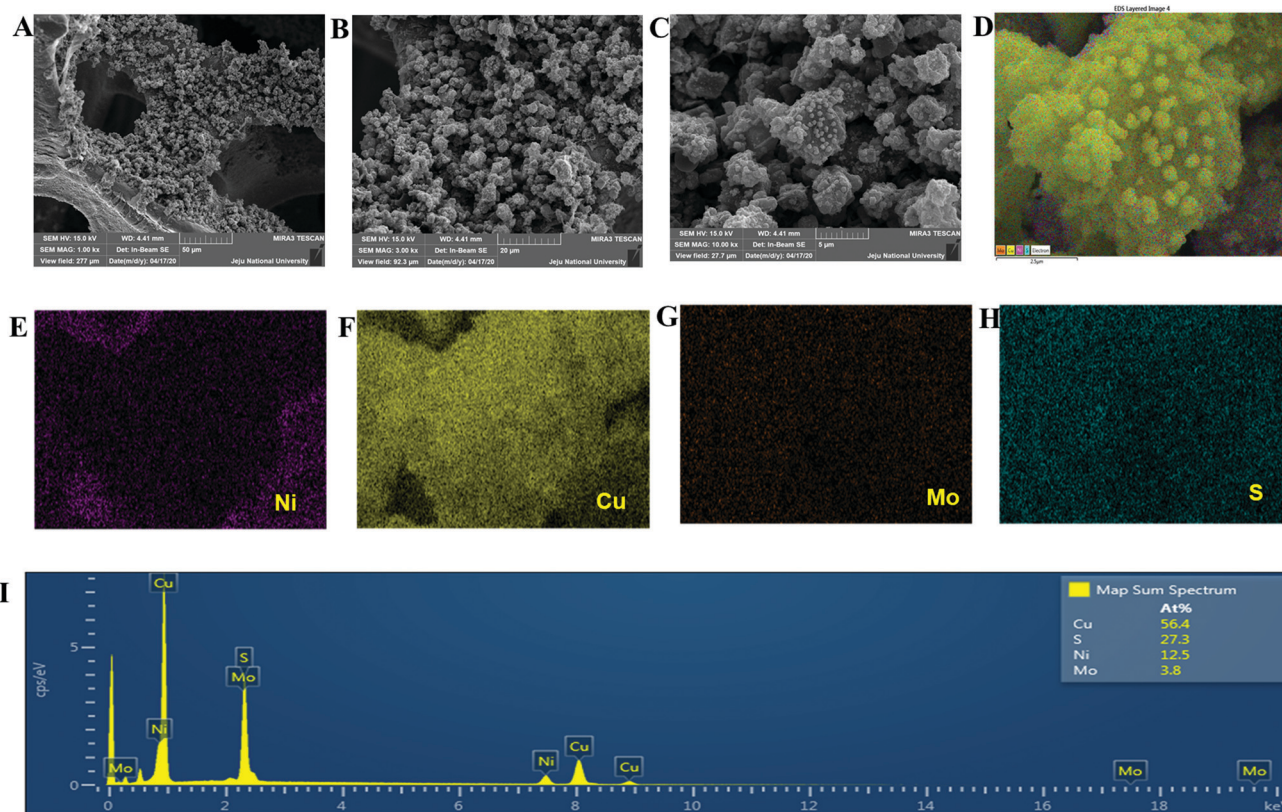 A
SEM HV: 15.0 kV WD: 4.41 mm MIRA3 TESCAN
SEM MAG: 1.00 kx Det: In-Beam SE 50 µm
View field: 277 µm Date(m/d/y): 04/17/20 Jeju National University
B
SEM HV: 15.0 kV WD: 4.41 mm MIRA3 TESCAN
SEM MAG: 3.00 kx Det: In-Beam SE 20 µm
View field: 92.3 µm Date(m/d/y): 04/17/20 Jeju National University
C
SEM HV: 15.0 kV WD: 4.41 mm MIRA3 TESCAN
SEM MAG: 10.00 kx Det: In-Beam SE 5 µm
View field: 27.7 µm Date(m/d/y): 04/17/20 Jeju National University
D
EDS Layered Image 4
Electron
2.5µm
E
Ni
F
Cu
G
Mo
H
S
I
cps/eV
5
0
Mo
Ni
Cu
S
Mo
Ni
Cu
Cu
Mo
Mo
0 2 4 6 8 10 12 14 16 18
Map Sum Spectrum
At%
Cu 56.4
S 27.3
Ni 12.5
Mo 3.8